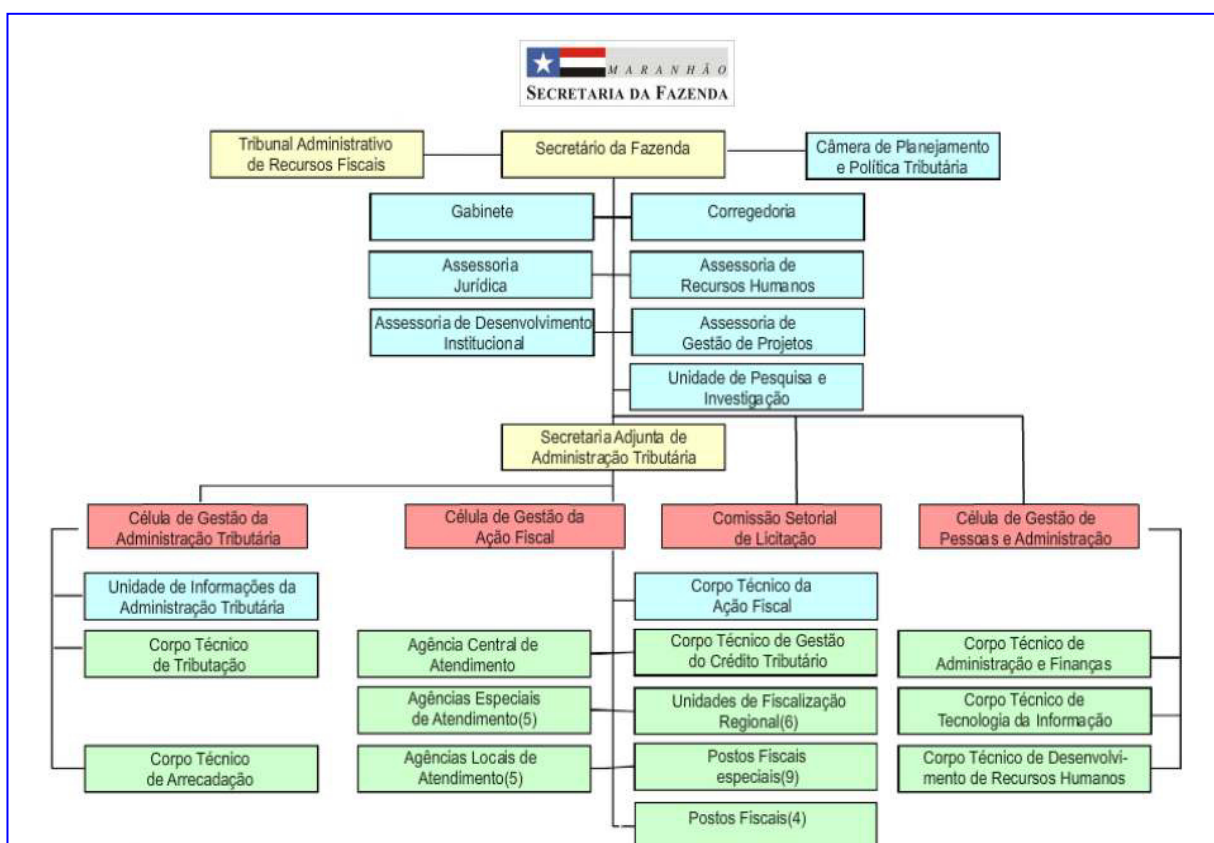 MARANHÃO
SECRETARIA DA FAZENDA
Tribunal Administrativo
de Recursos Fiscais
Secretário da Fazenda
Câmera de Planejamento
e Política Tributária
Gabinete
Corregedoria
Assessoria
Jurídica
Assessoria de
Recursos Humanos
Assessoria de Desenvolvimento
Institucional
Assessoria de
Gestão de Projetos
Unidade de Pesquisa e
Investigação
Secretaria Adjunta de
Administração Tributária
Célula de Gestão da
Administração Tributária
Célula de Gestão da
Ação Fiscal
Comissão Setorial
de Licitação
Célula de Gestão de
Pessoas e Administração
Unidade de Informações da
Administração Tributária
Corpo Técnico da
Ação Fiscal
Corpo Técnico
de Tributação
Agência Central de
Atendimento
Corpo Técnico de Gestão
do Crédito Tributário
Corpo Técnico de
Administração e Finanças
Agências Especiais
de Atendimento(5)
Unidades de Fiscalização
Regional(6)
Corpo Técnico de
Tecnologia da Informação
Corpo Técnico
de Arrecadação
Agências Locais de
Atendimento(5)
Postos Fiscais
especiais(9)
Corpo Técnico de Desenvolvi-
mento de Recursos Humanos
Postos Fiscais(4)